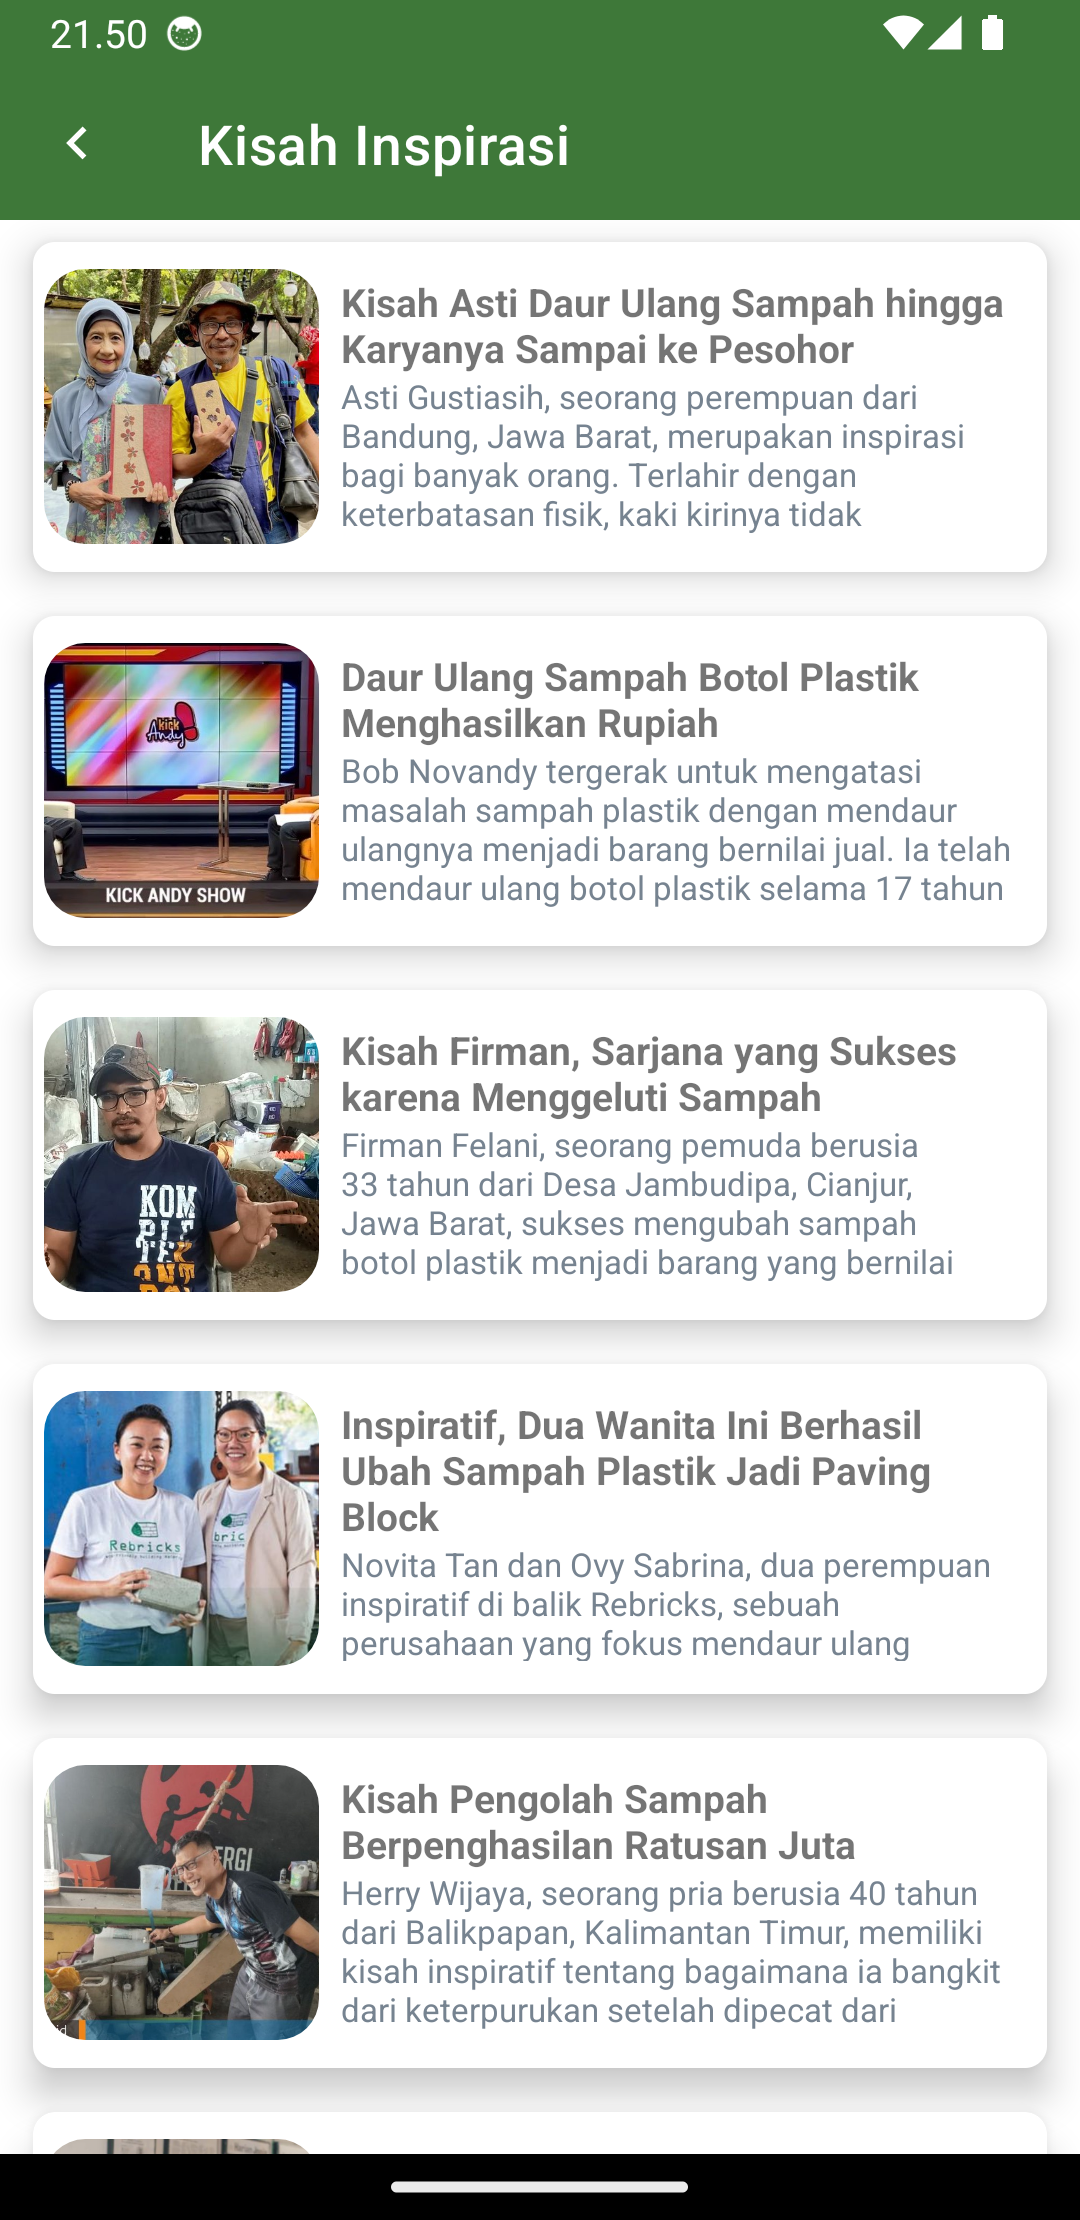 21.50
Kisah Inspirasi
Kisah Asti Daur Ulang Sampah hingga
Karyanya Sampai ke Pesohor
Asti Gustiasih, seorang perempuan dari
Bandung, Jawa Barat, merupakan inspirasi
bagi banyak orang. Terlahir dengan
keterbatasan fisik, kaki kirinya tidak
kick
Andy
KICK ANDY SHOW
Daur Ulang Sampah Botol Plastik
Menghasilkan Rupiah
Bob Novandy tergerak untuk mengatasi
masalah sampah plastik dengan mendaur
ulangnya menjadi barang bernilai jual. Ia telah
mendaur ulang botol plastik selama 17 tahun
KOM
PLE
TEK
Kisah Firman, Sarjana yang Sukses
karena Menggeluti Sampah
Firman Felani, seorang pemuda berusia
33 tahun dari Desa Jambudipa, Cianjur,
Jawa Barat, sukses mengubah sampah
botol plastik menjadi barang yang bernilai
Rebricks
bric
Inspiratif, Dua Wanita Ini Berhasil
Ubah Sampah Plastik Jadi Paving
Block
Novita Tan dan Ovy Sabrina, dua perempuan
inspiratif di balik Rebricks, sebuah
perusahaan yang fokus mendaur ulang
ERGI
id
Kisah Pengolah Sampah
Berpenghasilan Ratusan Juta
Herry Wijaya, seorang pria berusia 40 tahun
dari Balikpapan, Kalimantan Timur, memiliki
kisah inspiratif tentang bagaimana ia bangkit
dari keterpurukan setelah dipecat dari